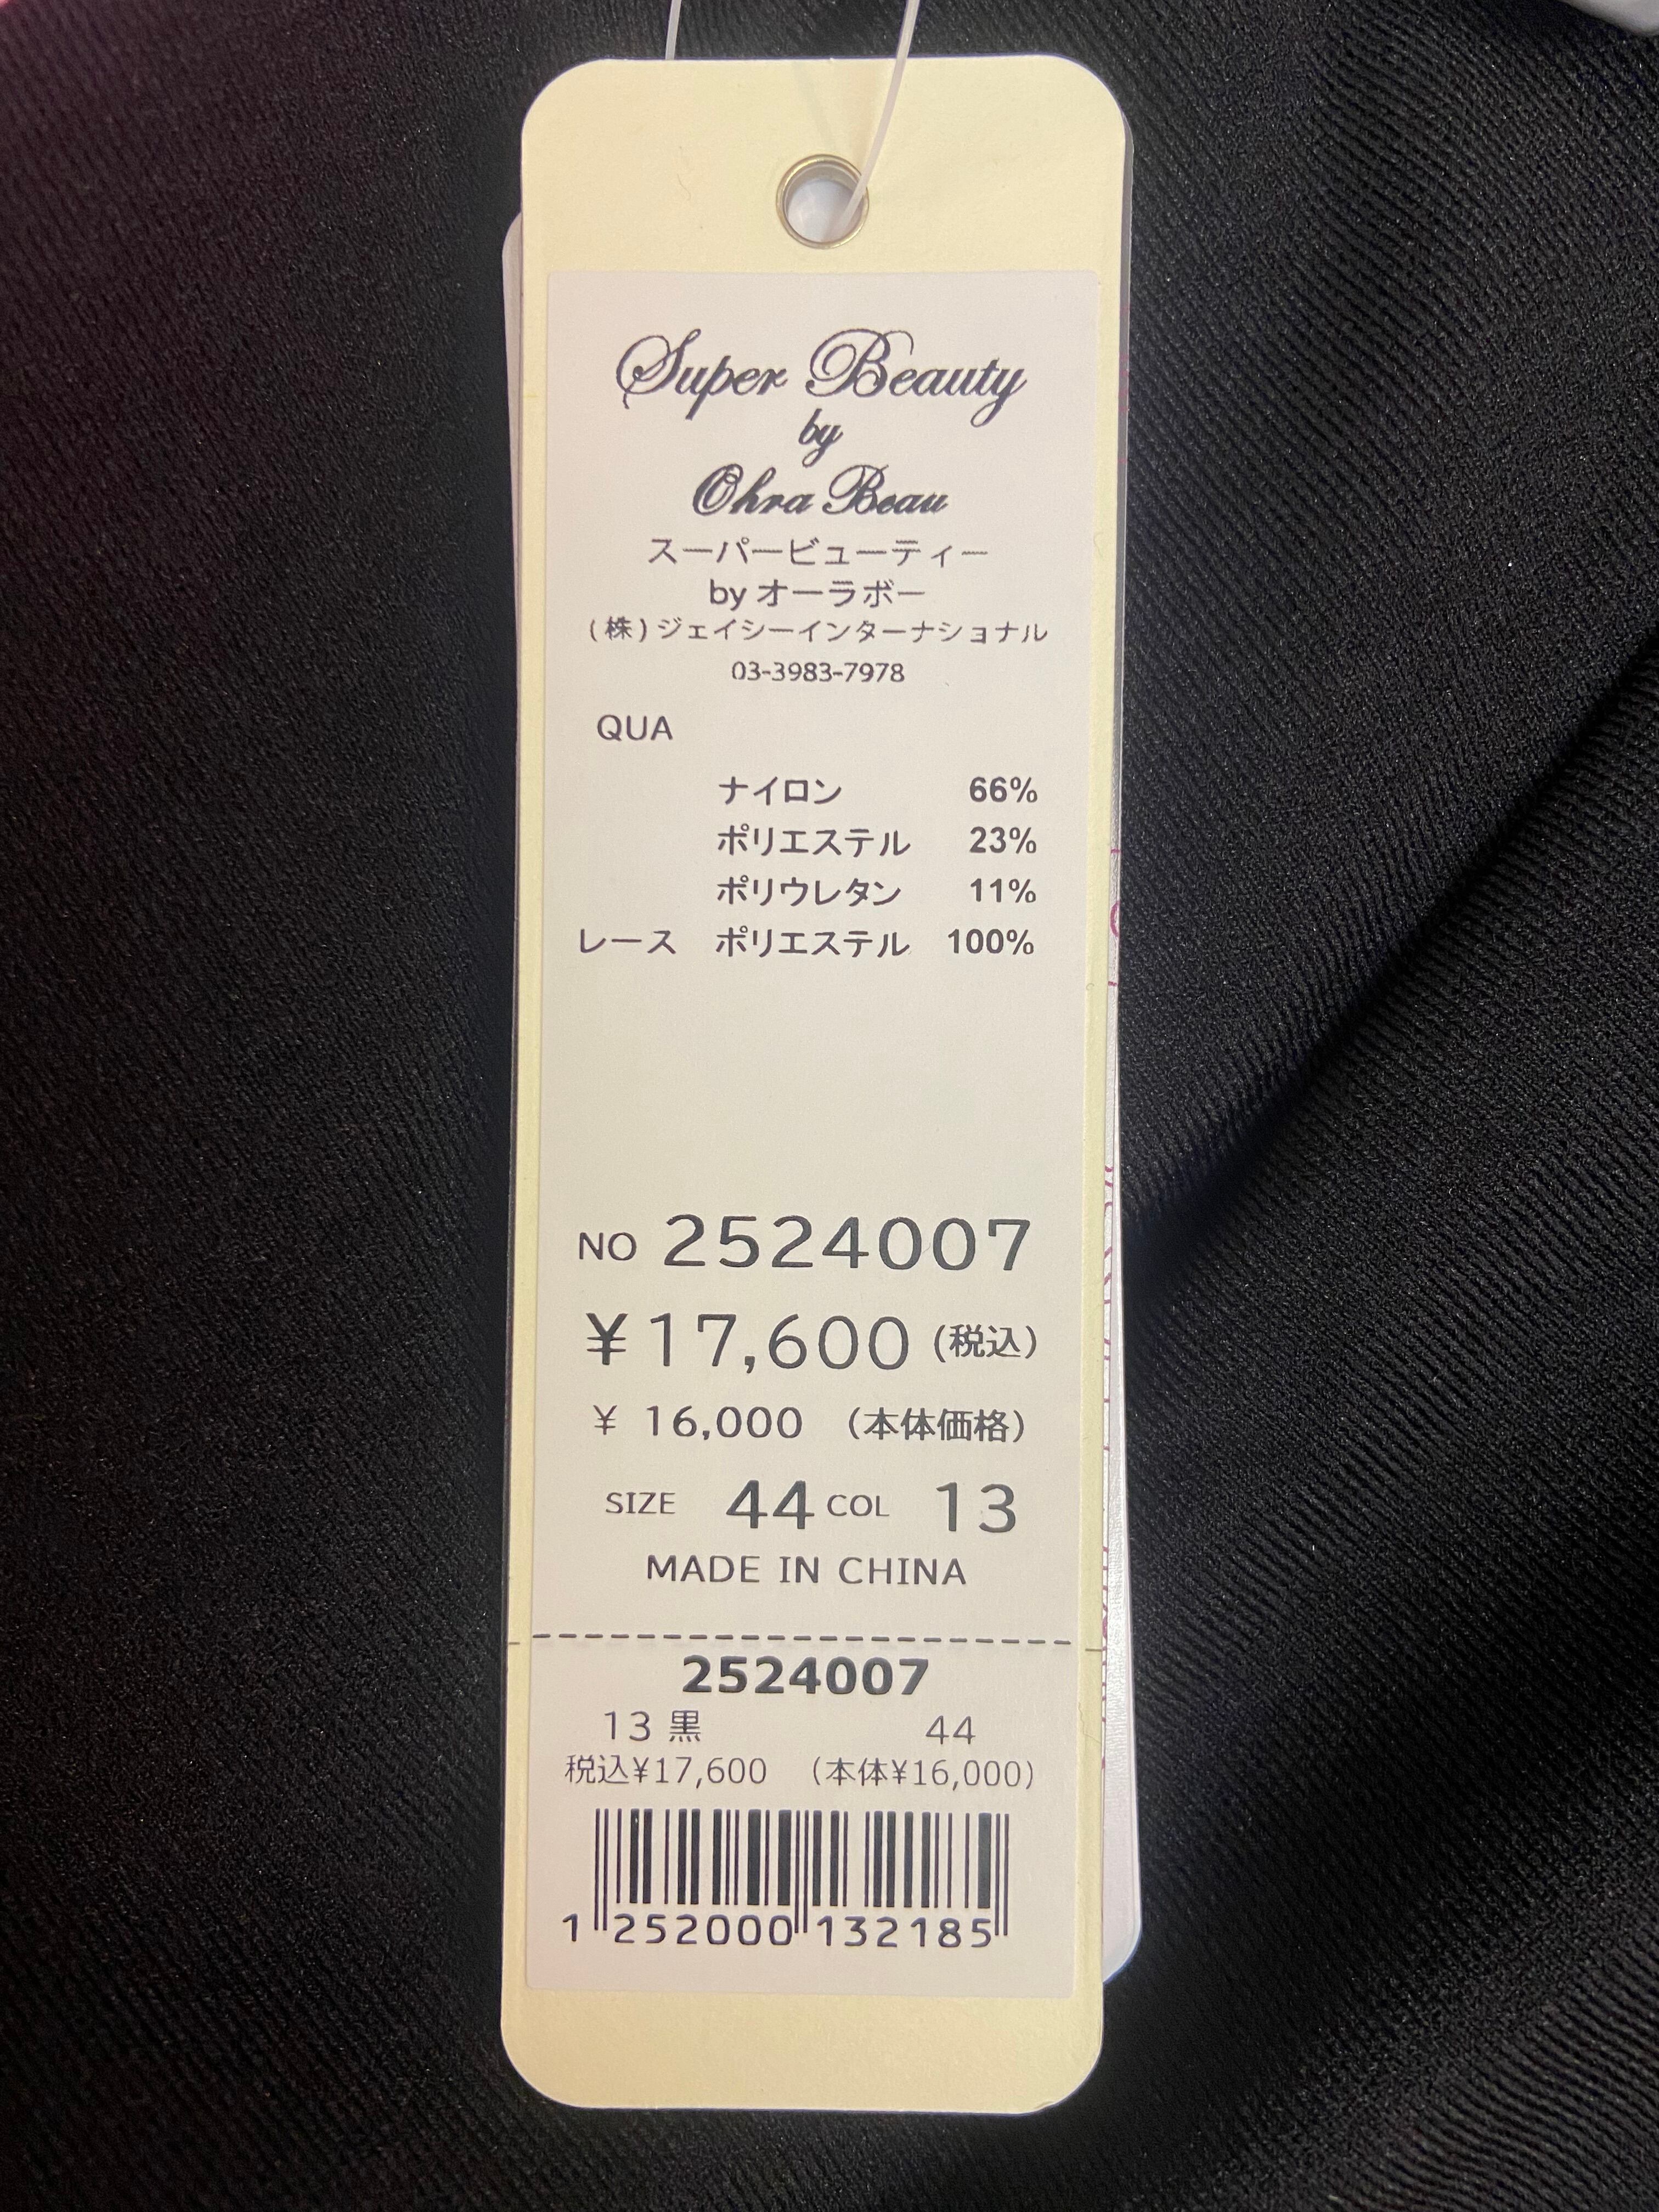 Super Beauty
by
Ohra Beau
スーパービューティー
by オーラボー
(株)ジェイシーインターナショナル
03-3983-7978
QUA
ナイロン 66%
ポリエステル 23%
ポリウレタン 11%
レース ポリエステル 100%
NO 2524007
¥17,600 (税込)
¥ 16,000 (本体価格)
SIZE 44 COL 13
MADE IN CHINA
2524007
13 黒 44
税込¥17,600 (本体¥16,000)
1 252000 132185